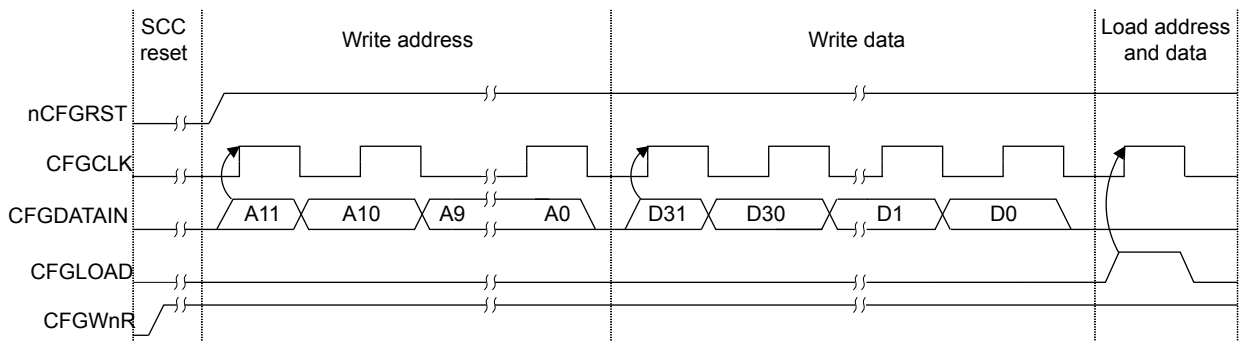 SCC
reset
Write address
Write data
Load address
and data
nCFGRST
CFGCLK
CFGDATAIN
A11
A10
A9
A0
D31
D30
D1
D0
CFGLOAD
CFGWnR